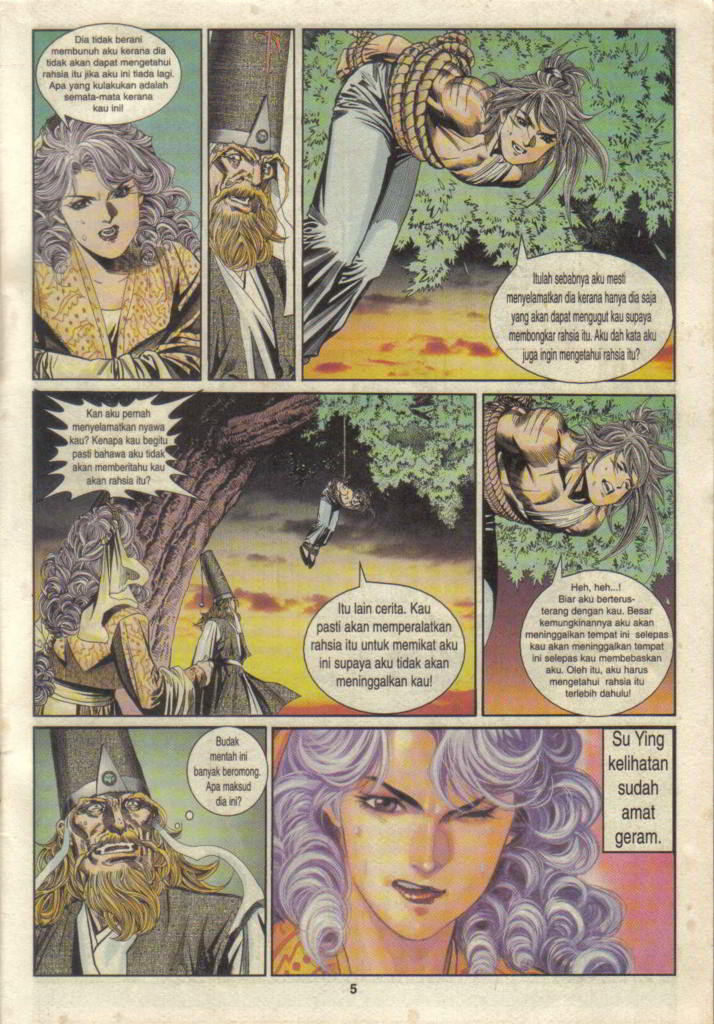 Dia tidak berani
membunuh aku kerana dia
tidak akan dapat mengetahui
rahsia itu jika aku ini tiada lagi.
Apa yang kulakukan adalah
semata-mata kerana
kau ini!
Itulah sebabnya aku mesti
menyelamatkan dia kerana hanya dia saja
yang akan dapat mengugut kau supaya
membongkar rahsia itu. Aku dah kata aku
juga ingin mengetahui rahsia itu?
Kan aku pernah
menyelamatkan nyawa
kau? Kenapa kau begitu
pasti bahawa aku tidak
akan memberitahu kau
akan rahsia itu?
Itu lain cerita. Kau
pasti akan memperalatkan
rahsia itu untuk memikat aku
ini supaya aku tidak akan
meninggalkan kau!
Heh, heh...!
Biar aku berterus-
terang dengan kau. Besar
kemungkinannya aku akan
meninggalkan tempat ini selepas
kau akan meninggalkan tempat
ini selepas kau membebaskan
aku. Oleh itu, aku harus
mengetahui rahsia itu
terlebih dahulu!
Budak
mentah ini
banyak beromong.
Apa maksud
dia ini?
Su Ying
kelihatan
sudah
amat
geram.
5